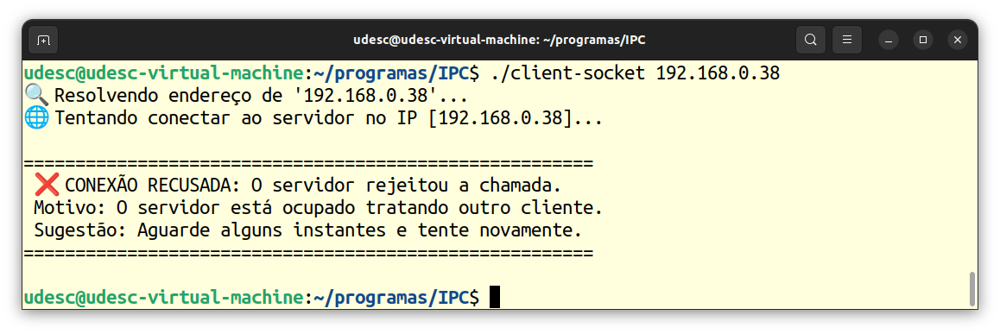 udesc@udesc-virtual-machine: ~/programas/IPC
udesc@udesc-virtual-machine:~/programas/IPC$ ./client-socket 192.168.0.38
🔍 Resolvendo endereço de '192.168.0.38'...
🌐 Tentando conectar ao servidor no IP [192.168.0.38]...
=======================================================
❌ CONEXÃO RECUSADA: O servidor rejeitou a chamada.
Motivo: O servidor está ocupado tratando outro cliente.
Sugestão: Aguarde alguns instantes e tente novamente.
=======================================================
udesc@udesc-virtual-machine:~/programas/IPC$